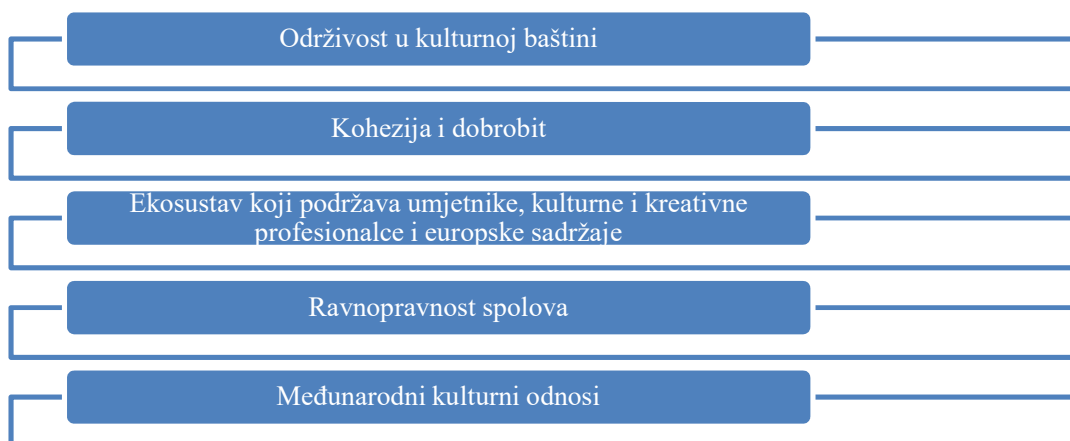 Održivost u kulturnoj baštini
Kohezija i dobrobit
Ekosustav koji podržava umjetnike, kulturne i kreativne
profesionalce i europske sadržaje
Ravnopravnost spolova
Međunarodni kulturni odnosi